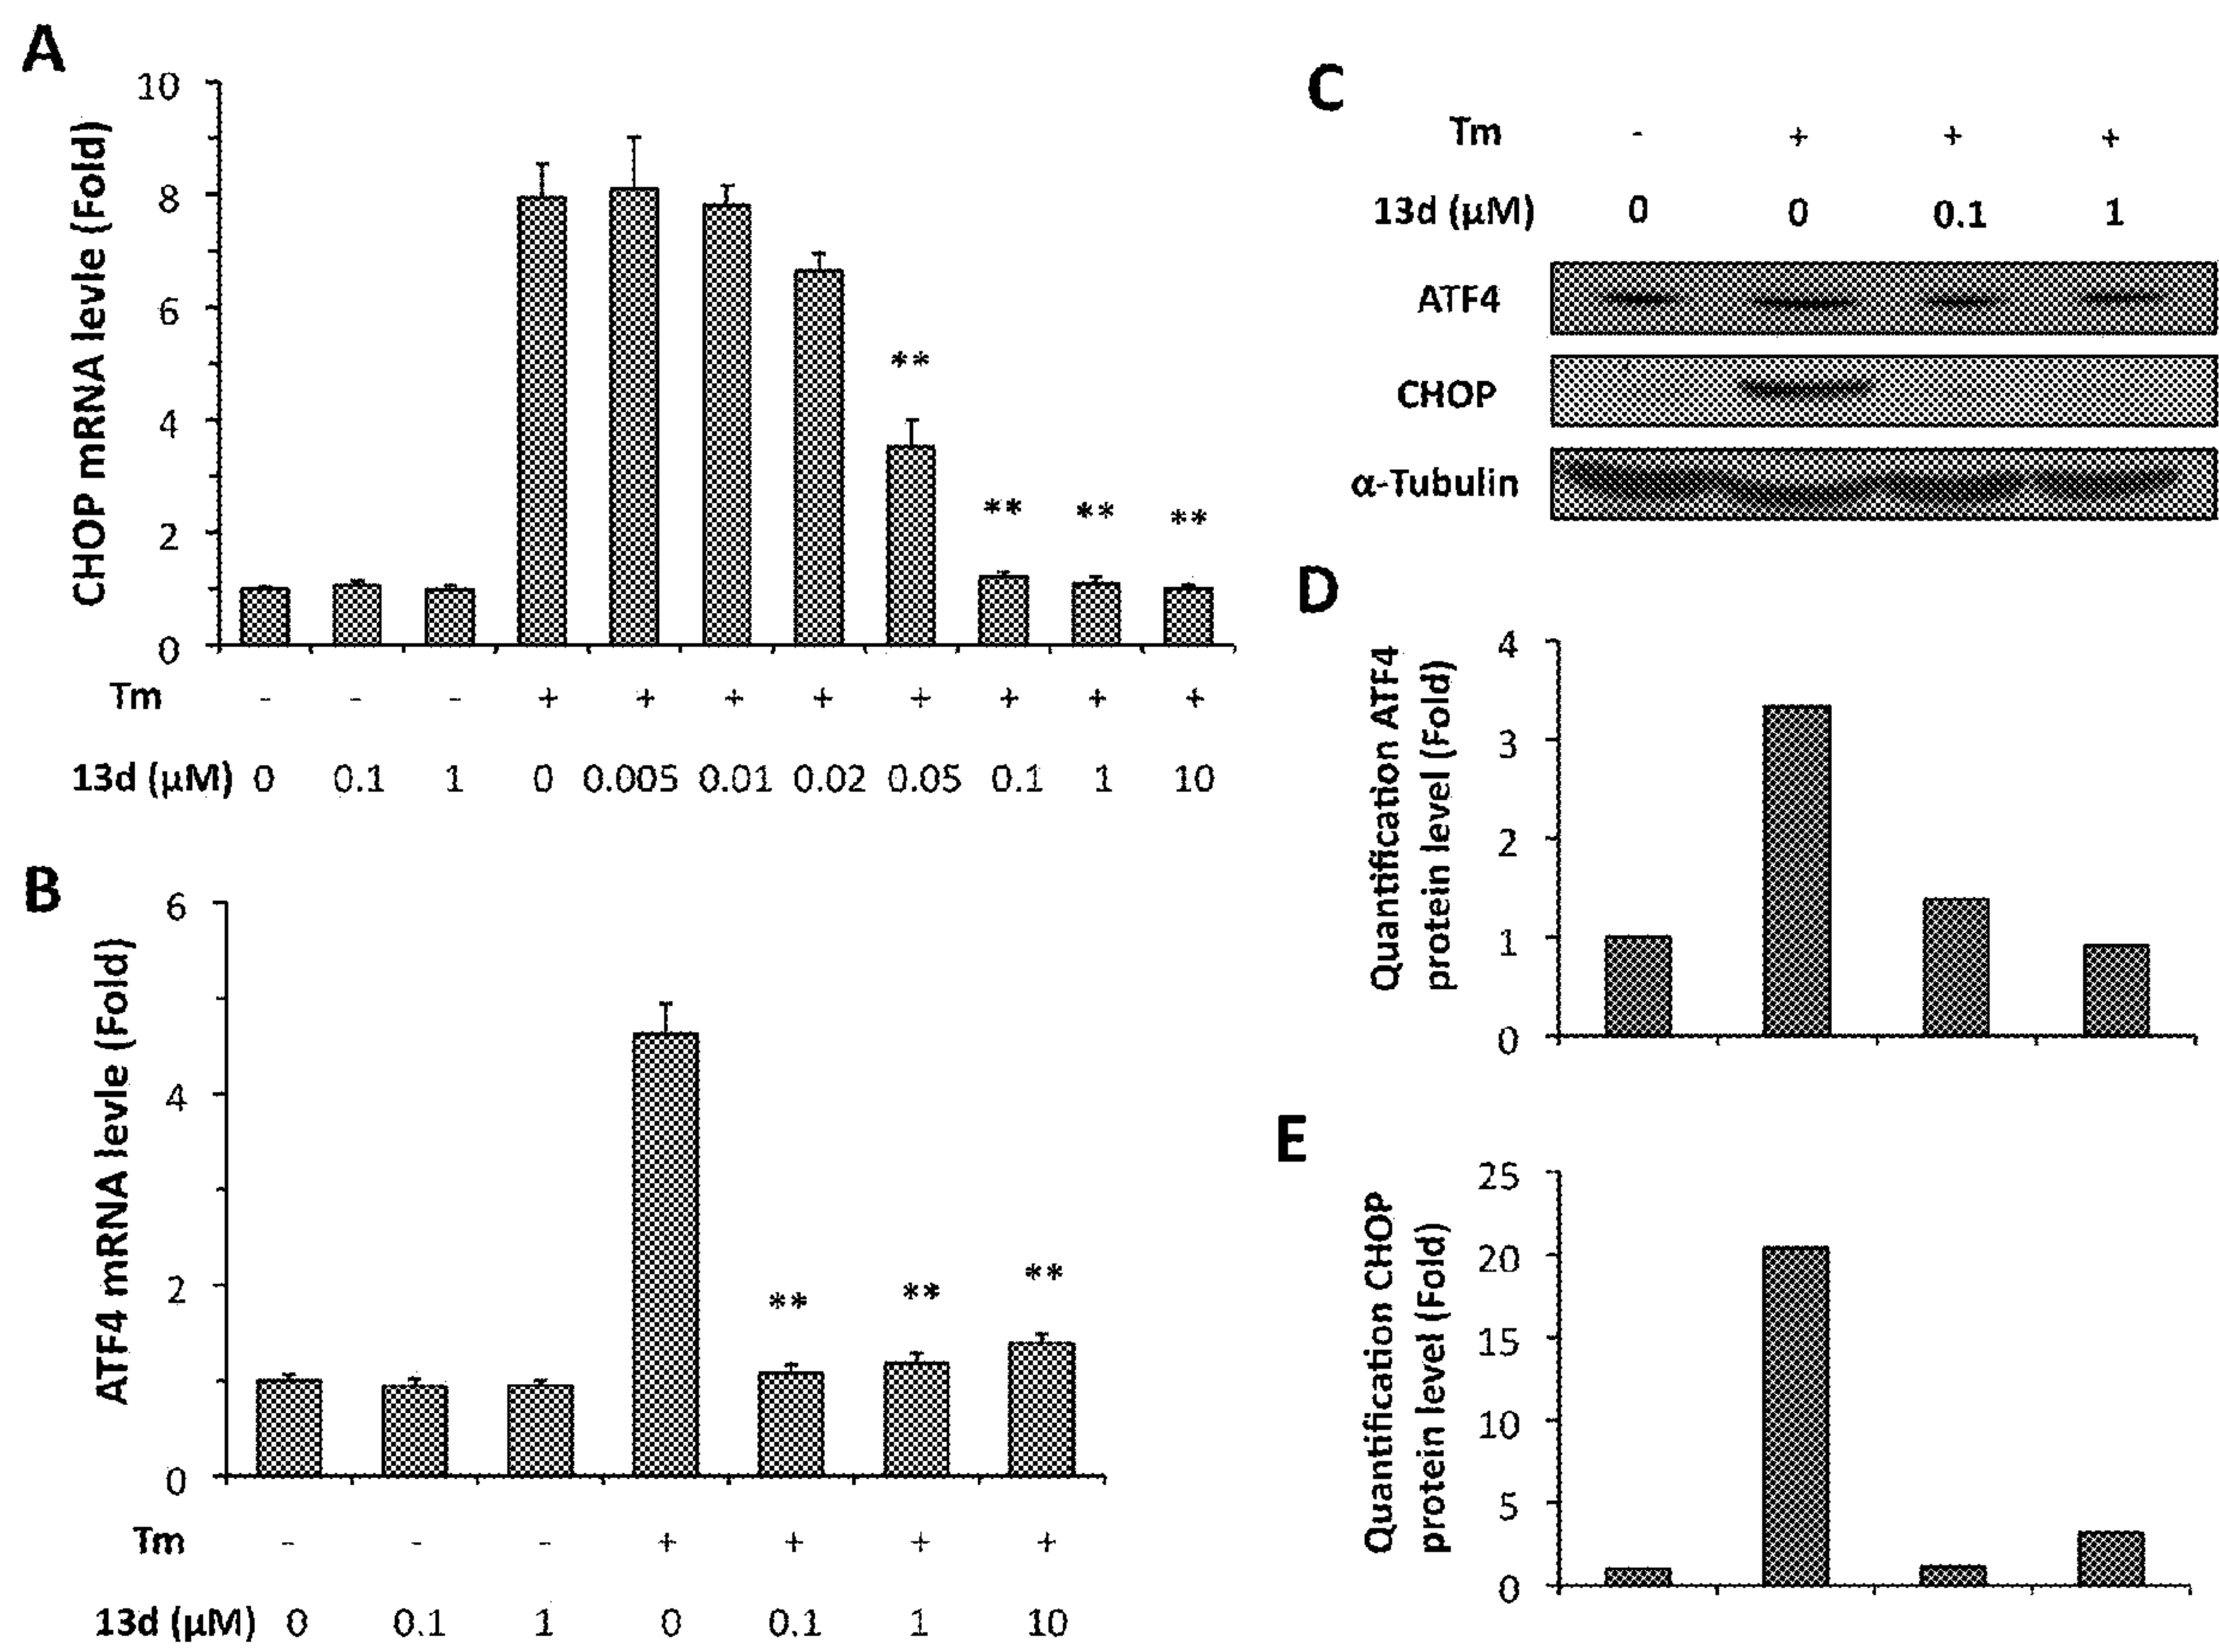 A
10
8
6
4
2
0
CHOP mRNA levle (Fold)
**
** ** **
Tm - - - + + + + + + + +
13d (μM) 0 0.1 1 0 0.005 0.01 0.02 0.05 0.1 1 10
B
6
4
2
0
ATF4 mRNA levle (Fold)
** ** **
Tm - - - + + + +
13d (μM) 0 0.1 1 0 0.1 1 10
C
Tm - + + +
13d (μM) 0 0 0.1 1
ATF4
CHOP
α-Tubulin
D
Quantification ATF4
protein level (Fold)
4
3
2
1
0
E
Quantification CHOP
protein level (Fold)
25
20
15
10
5
0